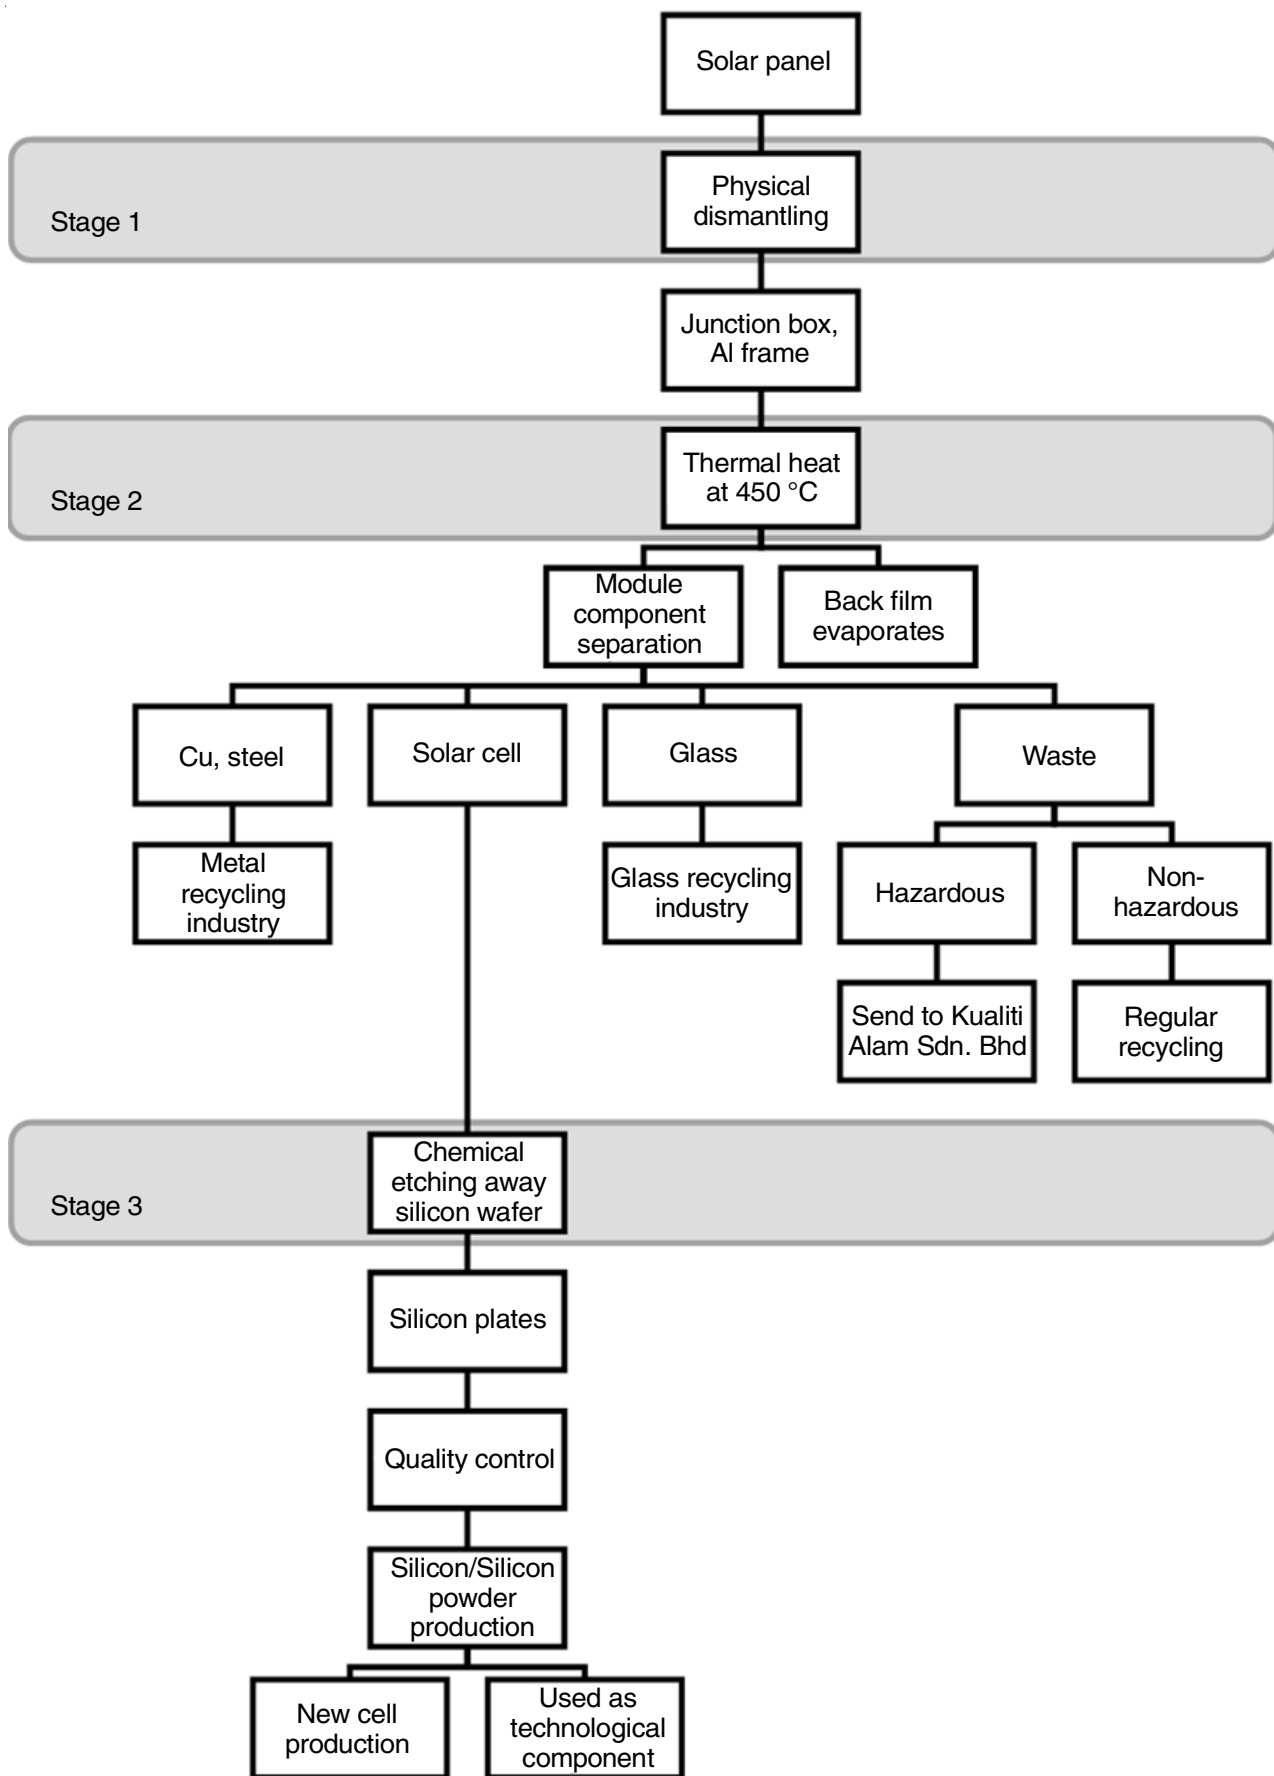 Solar panel
Stage 1
Physical
dismantling
Junction box,
Al frame
Stage 2
Thermal heat
at 450 °C
Module
component
separation
Back film
evaporates
Cu, steel
Solar cell
Glass
Waste
Metal
recycling
industry
Glass recycling
industry
Hazardous
Non-
hazardous
Send to Kualiti
Alam Sdn. Bhd
Regular
recycling
Stage 3
Chemical
etching away
silicon wafer
Silicon plates
Quality control
Silicon/Silicon
powder
production
New cell
production
Used as
technological
component